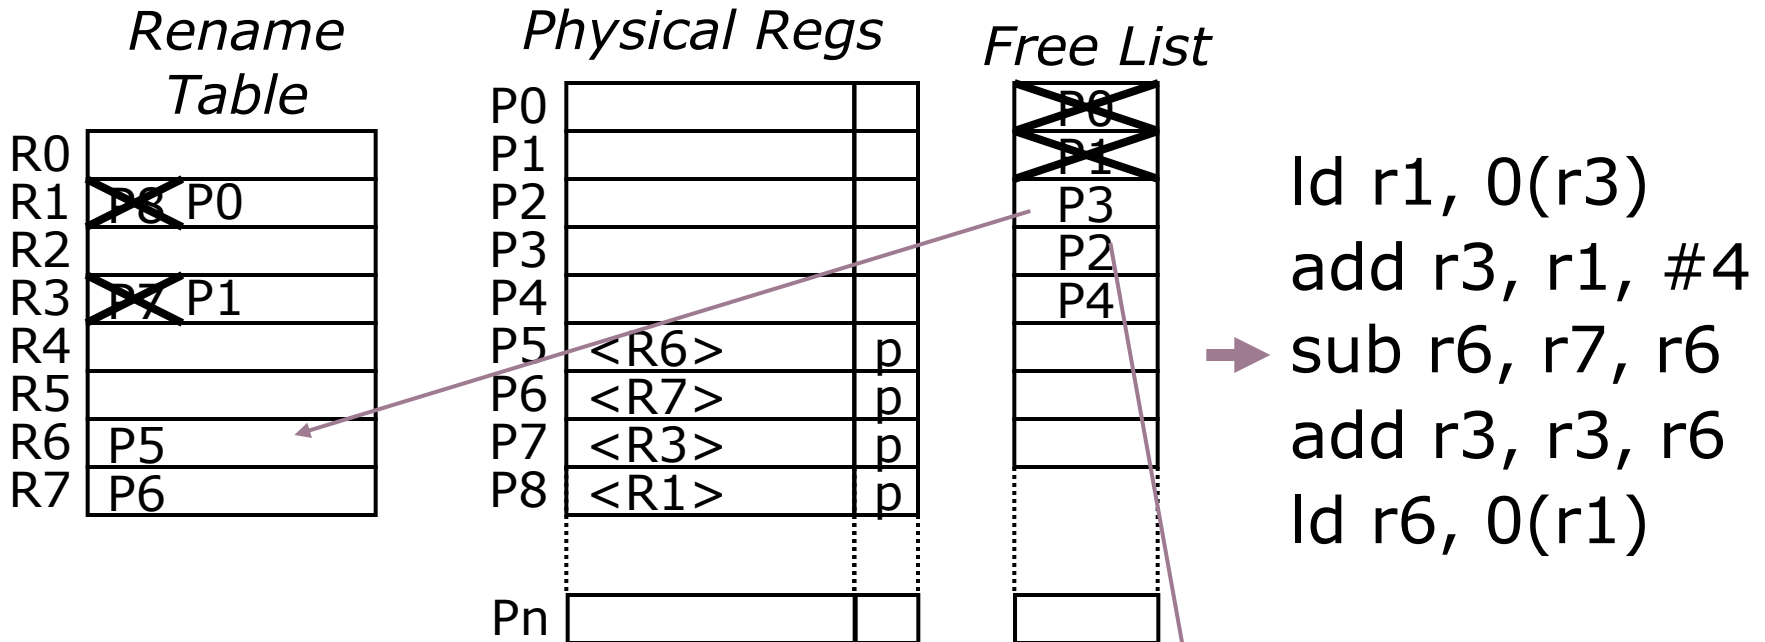 Rename
Table
R0
R1 P8 P0
R2
R3 P7 P1
R4
R5
R6 P5
R7 P6
Physical Regs
P0
P1
P2
P3
P4
P5 <R6> p
P6 <R7> p
P7 <R3> p
P8 <R1> p
Pn
Free List
P0
P1
P3
P2
P4
ld r1, 0(r3)
add r3, r1, #4
sub r6, r7, r6
add r3, r3, r6
ld r6, 0(r1)